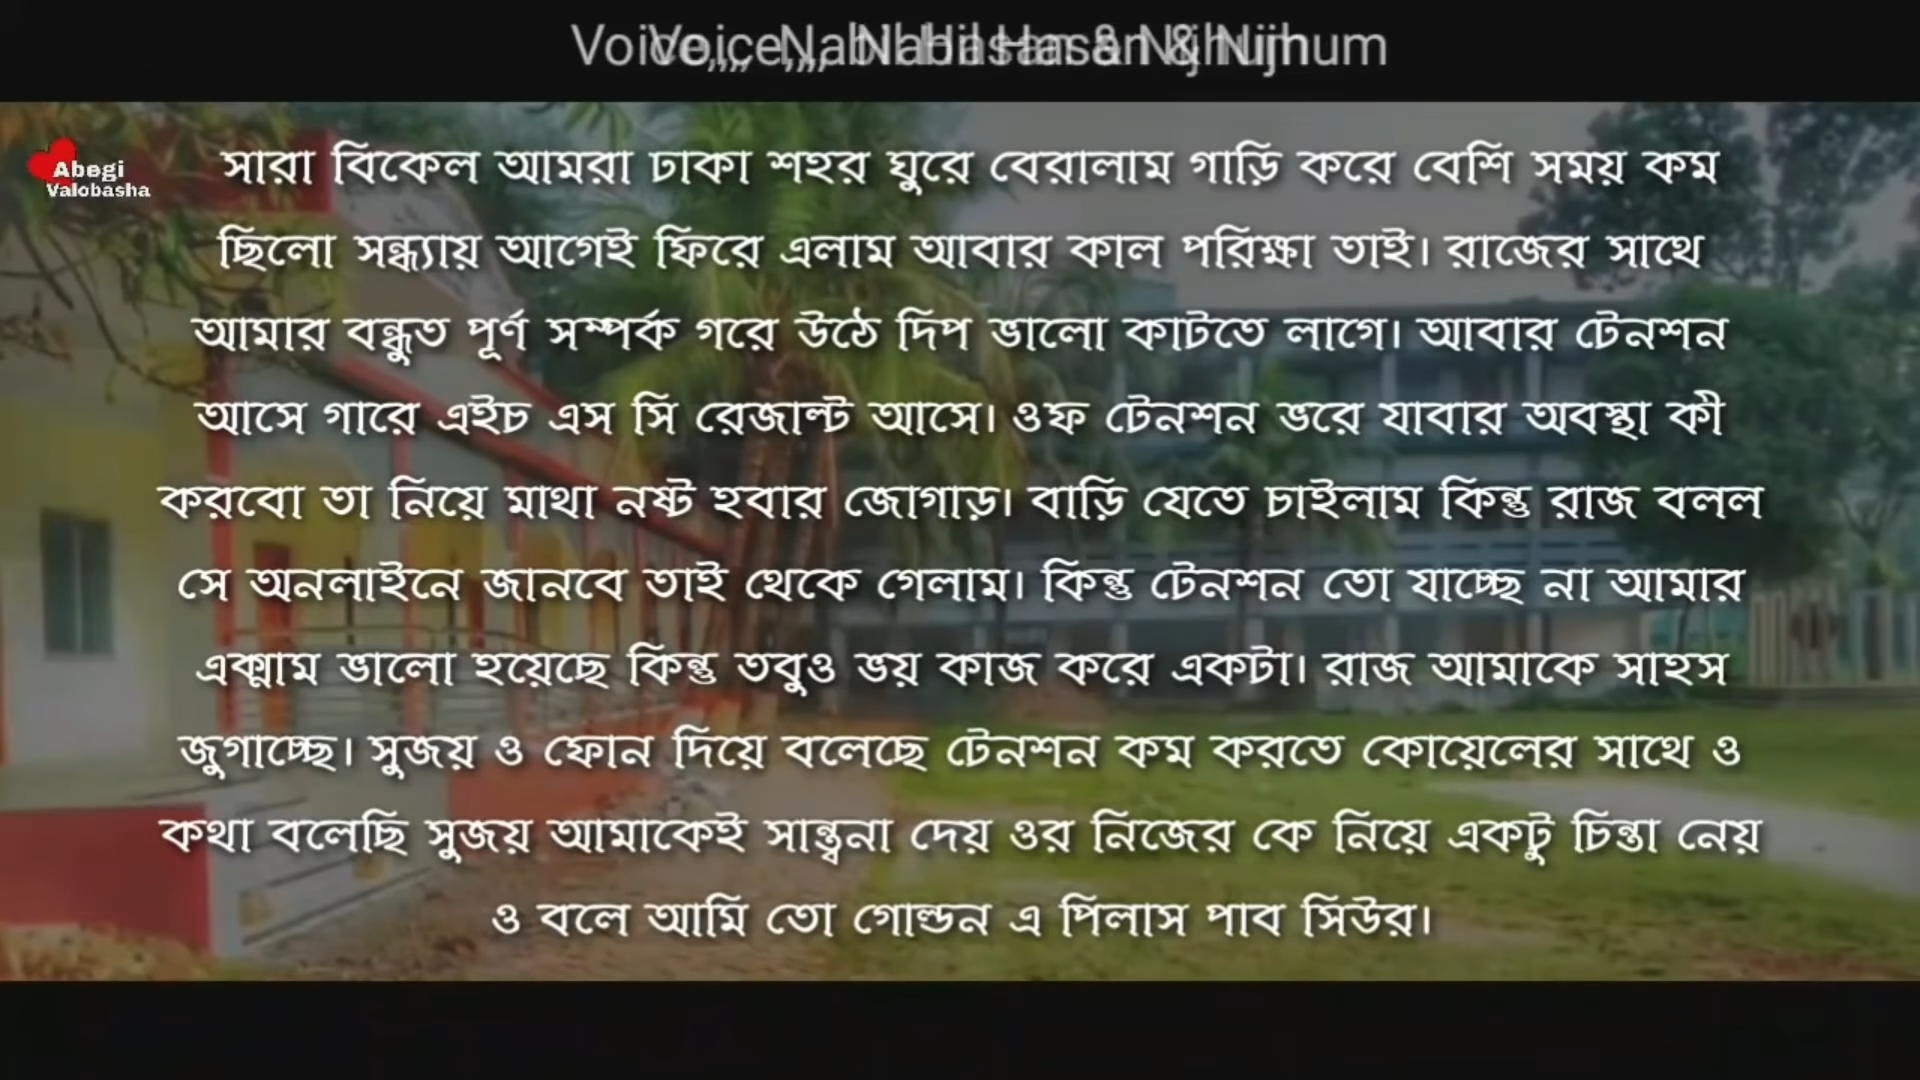 Voice,,,, Nabil Hasan & Nijhum
Abegi
Valobasha
সারা বিকেল আমরা ঢাকা শহর ঘুরে বেরালাম গাড়ি করে বেশি সময় কম
ছিলো সন্ধ্যায় আগেই ফিরে এলাম আবার কাল পরিক্ষা তাই। রাজের সাথে
আমার বন্ধুত পূর্ণ সম্পর্ক গরে উঠে দিপ ভালো কাটতে লাগে। আবার টেনশন
আসে গারে এইচ এস সি রেজাল্ট আসে। ওফ টেনশন ভরে যাবার অবস্থা কী
করবো তা নিয়ে মাথা নষ্ট হবার জোগাড়। বাড়ি যেতে চাইলাম কিন্তু রাজ বলল
সে অনলাইনে জানবে তাই থেকে গেলাম। কিন্তু টেনশন তো যাচ্ছে না আমার
এক্সাম ভালো হয়েছে কিন্তু তবুও ভয় কাজ করে একটা। রাজ আমাকে সাহস
জুগাচ্ছে। সুজয় ও ফোন দিয়ে বলেছে টেনশন কম করতে কোয়েলের সাথে ও
কথা বলেছি সুজয় আমাকেই সান্ত্বনা দেয় ওর নিজের কে নিয়ে একটু চিন্তা নেয়
ও বলে আমি তো গোল্ডন এ পিলাস পাব সিউর।